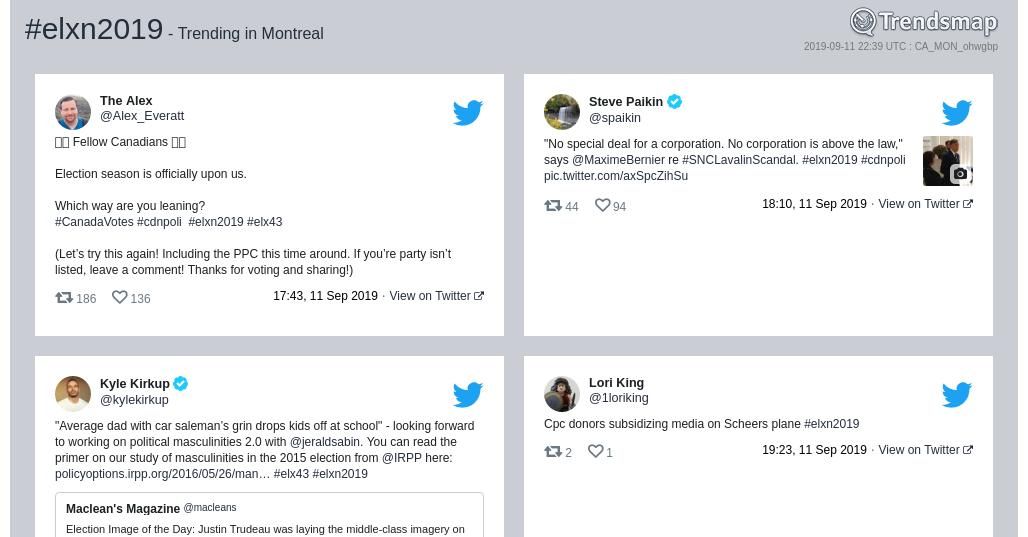 #elxn2019 - Trending in Montreal
Trendsmap
2019-09-11 22:39 UTC : CA_MON_ohwgbp
The Alex
@Alex_Everatt
Fellow Canadians
Election season is officially upon us.
Which way are you leaning?
#CanadaVotes #cdnpoli #elxn2019 #elx43
(Let's try this again! Including the PPC this time around. If you're party isn't
listed, leave a comment! Thanks for voting and sharing!)
186 136 17:43, 11 Sep 2019 · View on Twitter
Steve Paikin
@spaikin
"No special deal for a corporation. No corporation is above the law,"
says @MaximeBernier re #SNCLavalinScandal. #elxn2019 #cdnpoli
pic.twitter.com/axSpcZihSu
44 94 18:10, 11 Sep 2019 · View on Twitter
Kyle Kirkup
@kylekirkup
"Average dad with car saleman's grin drops kids off at school" - looking forward
to working on political masculinities 2.0 with @jeraldsabin. You can read the
primer on our study of masculinities in the 2015 election from @IRPP here:
policyoptions.irpp.org/2016/05/26/man… #elx43 #elxn2019
Maclean's Magazine @macleans
Election Image of the Day: Justin Trudeau was laying the middle-class imagery on
Lori King
@1loriking
Cpc donors subsidizing media on Scheers plane #elxn2019
2 1 19:23, 11 Sep 2019 · View on Twitter